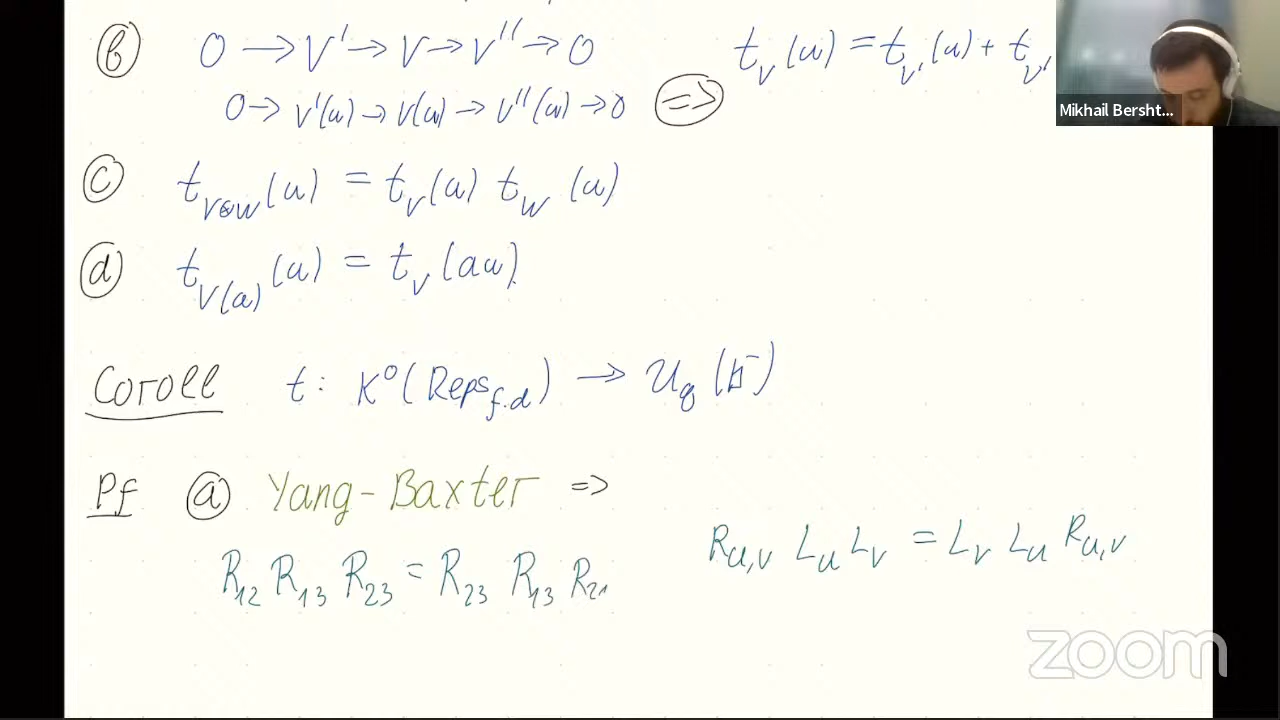 ⓑ 0 → V' → V → V'' → 0 t_V(u) = t_{V'}(u) + t_{V'
0 → V'(u) → V(u) → V''(u) → 0 ⇒
Mikhail Bersht...
ⓒ t_{V⊗W}(u) = t_V(u) t_W(u)
ⓓ t_{V(a)}(u) = t_V(au).
Coroll t: K⁰(Reps_{f.d}) → U_q(b⁻)
Pf ⓐ Yang-Baxter ⇒
R_{u,v} L_u L_v = L_v L_u R_{u,v}
R_{12} R_{13} R_{23} = R_{23} R_{13} R_{21}
zoom